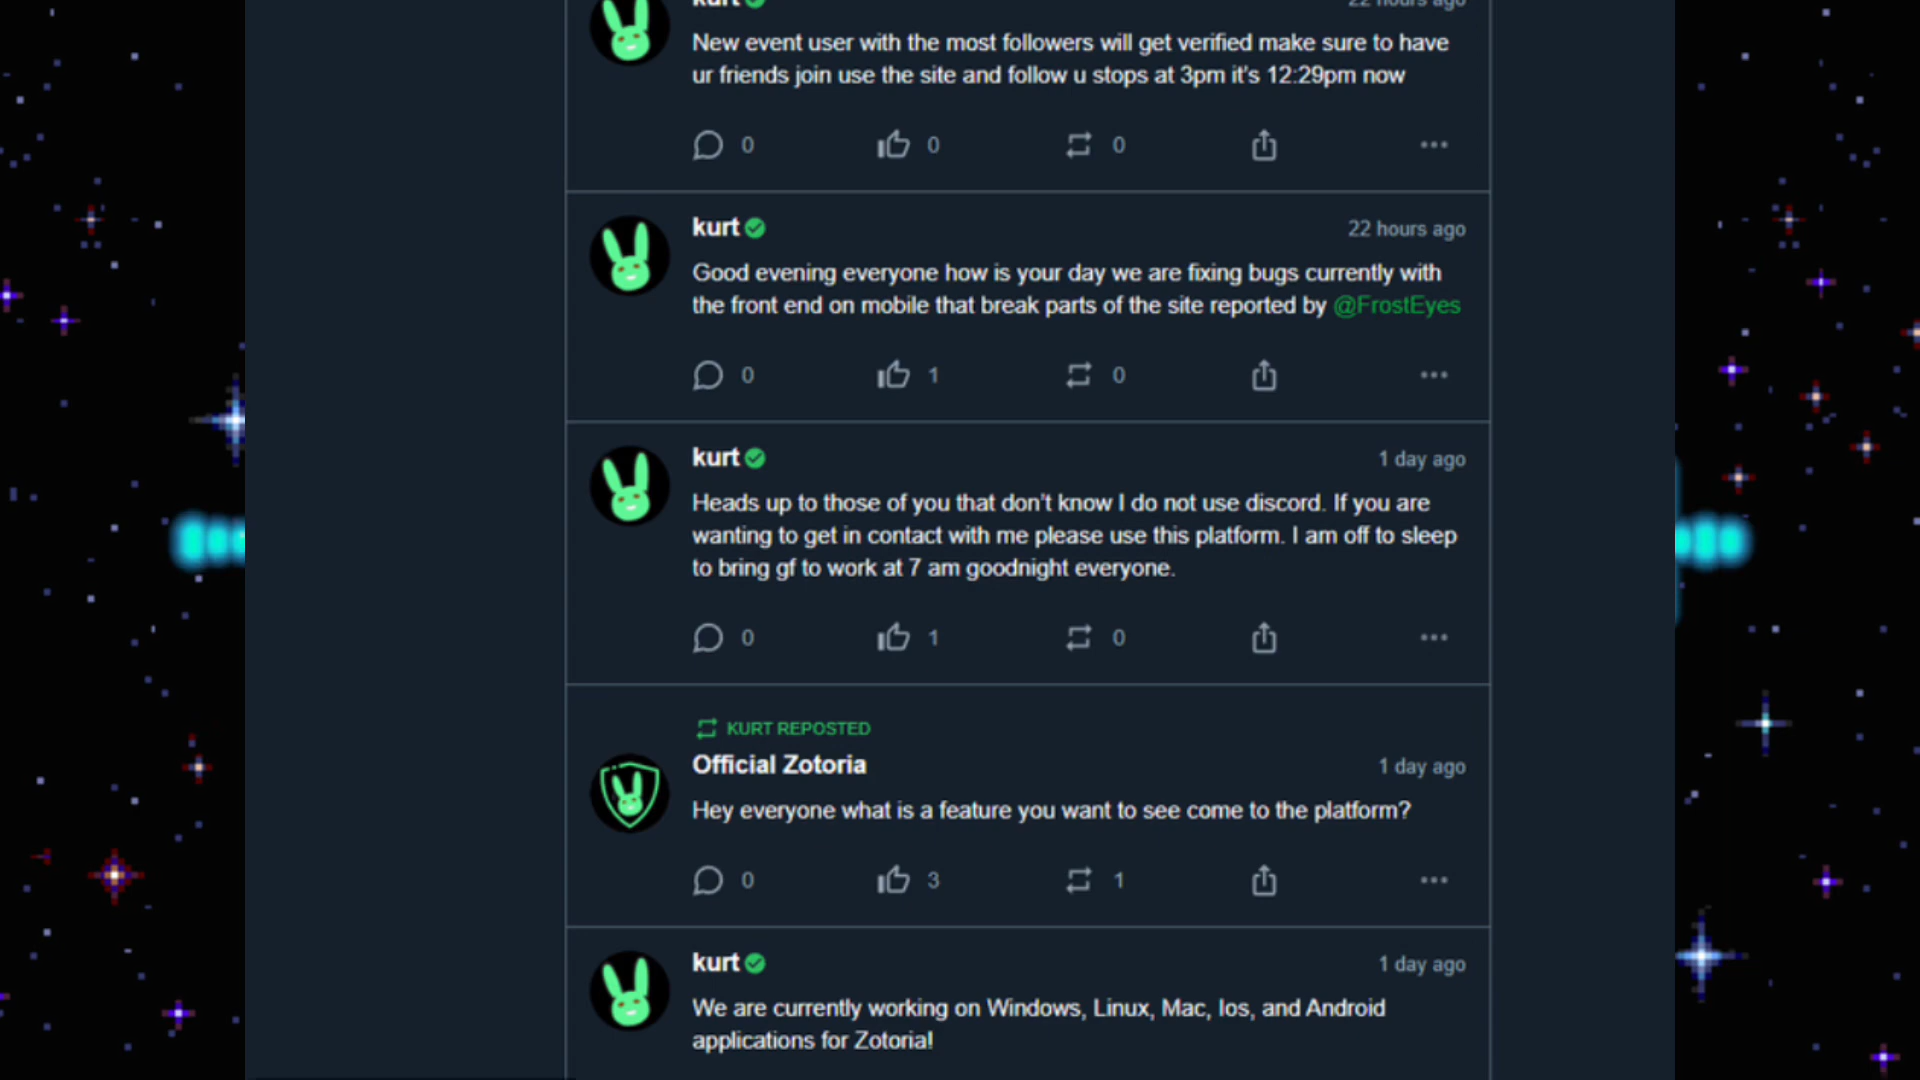 kurt
22 hours ago
New event user with the most followers will get verified make sure to have
ur friends join use the site and follow u stops at 3pm it's 12:29pm now
0
0
0
kurt
22 hours ago
Good evening everyone how is your day we are fixing bugs currently with
the front end on mobile that break parts of the site reported by @FrostEyes
0
1
0
kurt
1 day ago
Heads up to those of you that don't know I do not use discord. If you are
wanting to get in contact with me please use this platform. I am off to sleep
to bring gf to work at 7 am goodnight everyone.
0
1
0
KURT REPOSTED
Official Zotoria
1 day ago
Hey everyone what is a feature you want to see come to the platform?
0
3
1
kurt
1 day ago
We are currently working on Windows, Linux, Mac, Ios, and Android
applications for Zotoria!